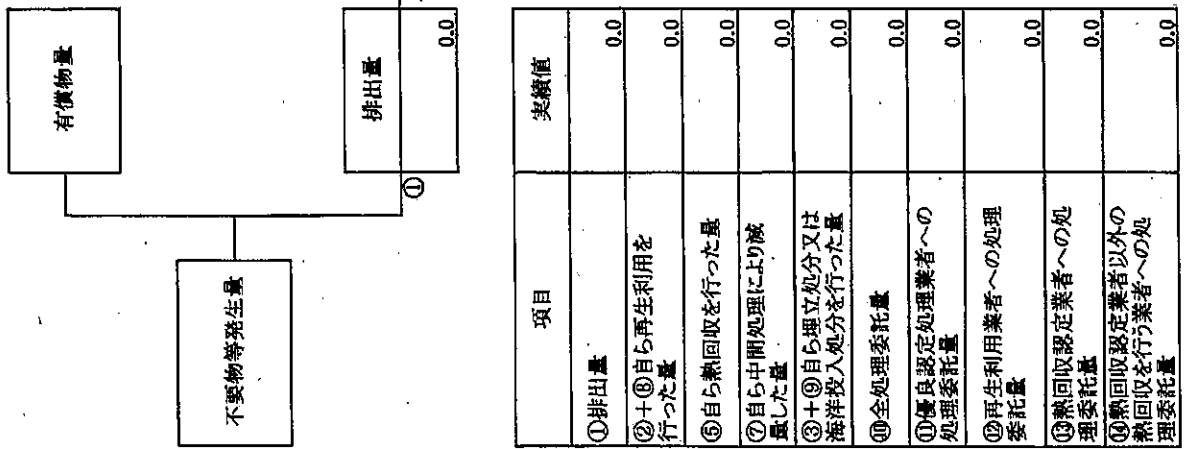 有償物量
不要物等発生量
排出量
①
0.0
項目
実績値
①排出量
0.0
②+⑧自ら再生利用を
行った量
0.0
⑤自ら熱回収を行った量
0.0
⑦自ら中間処理により減
量した量
0.0
③+⑨自ら埋立処分又は
海洋投入処分を行った量
0.0
⑩全処理委託量
0.0
⑪優良認定処理業者への
処理委託量
0.0
⑫再生利用業者への処理
委託量
0.0
⑬熱回収認定業者への処
理委託量
0.0
⑭熱回収認定業者以外の
熱回収を行う業者への処
理委託量
0.0